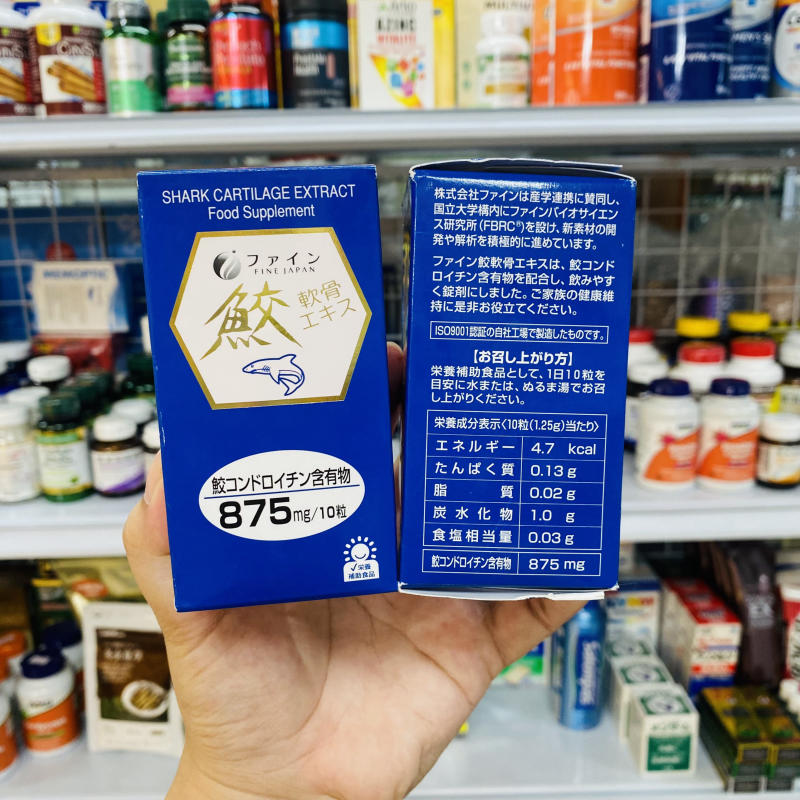 SHARK CARTILAGE EXTRACT
Food Supplement
ファイン
FINE JAPAN
鮫
軟骨
エキス
鮫コンドロイチン含有物
875mg/10粒
栄養
補助食品
株式会社ファインは産学連携に賛同し、
国立大学構内にファインバイオサイエン
ス研究所(FBRC®)を設け、新素材の開
発や解析を積極的に進めています。
ファイン鮫軟骨エキスは、鮫コンド
ロイチン含有物を配合し、飲みやす
く錠剤にしました。ご家族の健康維
持に是非お役立てください。
ISO9001認証の自社工場で製造したものです。
【お召し上がり方】
栄養補助食品として、1日10粒を
目安に水または、ぬるま湯でお召
し上がりください。
栄養成分表示〈10粒(1.25g)当たり〉
エネルギー 4.7 kcal
たんぱく質 0.13g
脂質 0.02g
炭水化物 1.0 g
食塩相当量 0.03g
鮫コンドロイチン含有物 875 mg